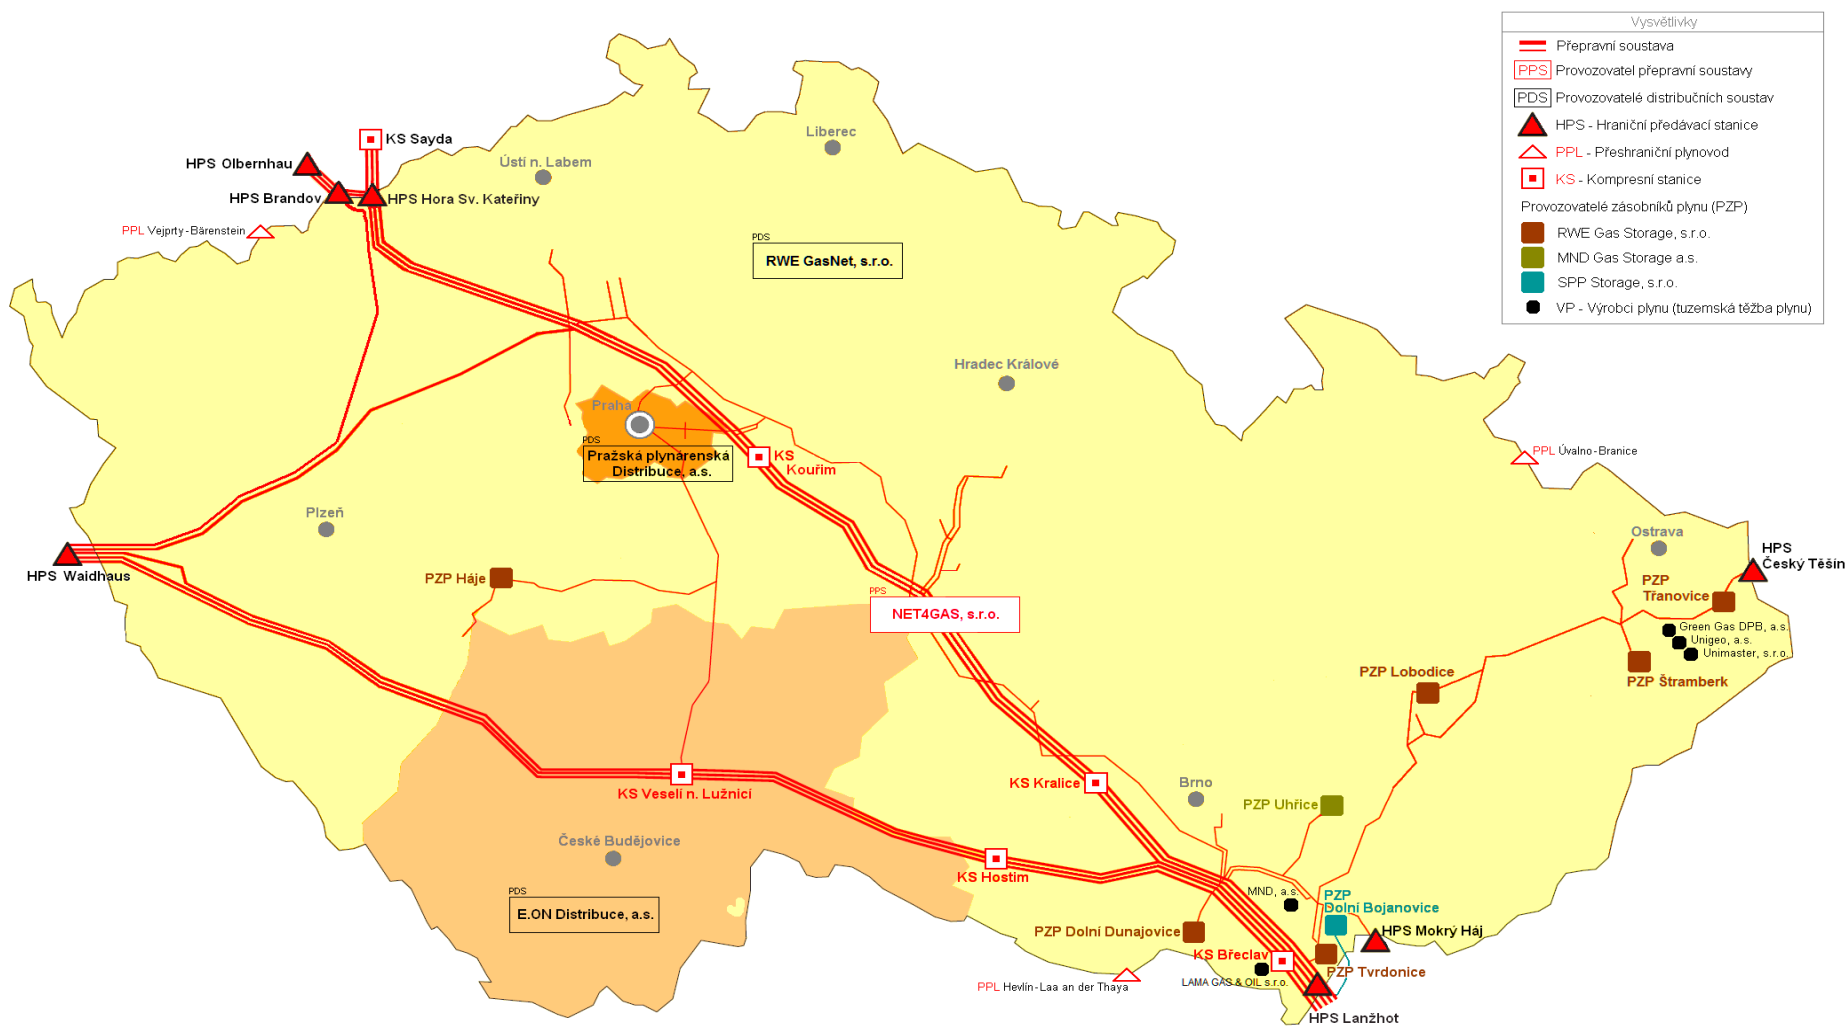 Vysvětlivky
Přepravní soustava
PPS Provozovatel přepravní soustavy
PDS Provozovatelé distribučních soustav
HPS - Hraniční předávací stanice
PPL - Přeshraniční plynovod
KS - Kompresní stanice
Provozovatelé zásobníků plynu (PZP)
RWE Gas Storage, s.r.o.
MND Gas Storage a.s.
SPP Storage, s.r.o.
VP - Výrobci plynu (tuzemská těžba plynu)
KS Sayda
Liberec
HPS Olbernhau
Ústí n. Labem
HPS Brandov
HPS Hora Sv. Kateřiny
PPL Vejprty-Bärenstein
PDS
RWE GasNet, s.r.o.
Hradec Králové
Praha
PDS
Pražská plynárenská
Distribuce, a.s.
KS
Kouřim
PPL Úvalno-Branice
Plzeň
Ostrava
HPS
Český Těšín
HPS Waidhaus
PZP Háje
PZP
Třanovice
PPS
NET4GAS, s.r.o.
Green Gas DPB, a.s.
Unigeo, a.s.
Unimaster, s.r.o.
PZP Lobodice
PZP Štramberk
KS Veselí n. Lužnicí
KS Kralice
Brno
PZP Uhřice
České Budějovice
KS Hostim
PDS
E.ON Distribuce, a.s.
MND, a.s.
PZP
Dolní Bojanovice
PZP Dolní Dunajovice
HPS Mokrý Háj
KS Břeclav
PZP Tvrdonice
PPL Hevlín-Laa an der Thaya
LAMA GAS & OIL s.r.o.
HPS Lanžhot